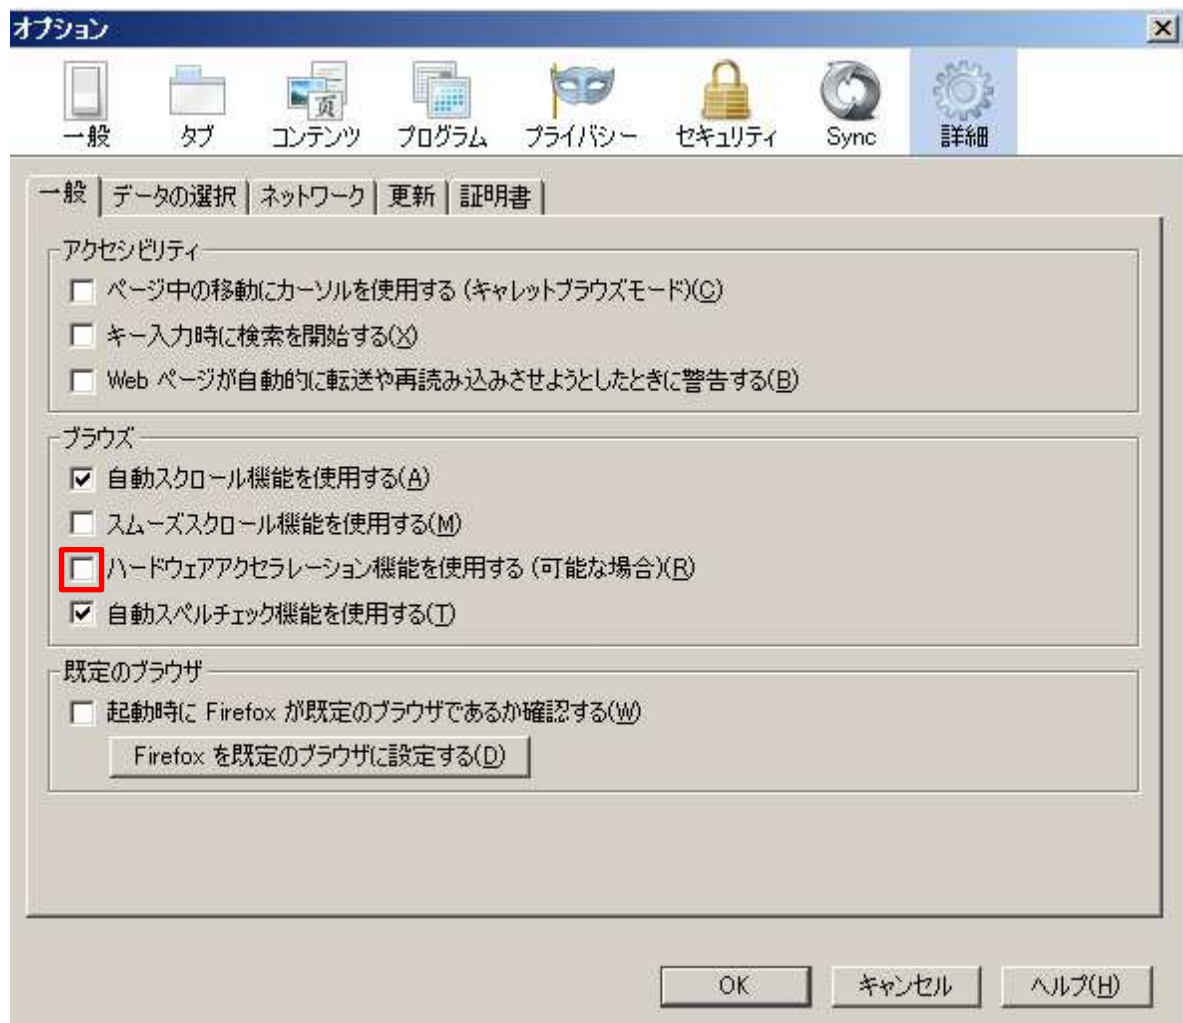 オプション
一般
タブ
コンテンツ
プログラム
プライバシー
セキュリティ
Sync
詳細
一般 データの選択 ネットワーク 更新 証明書
アクセシビリティ
ページ中の移動にカーソルを使用する (キャレットブラウズモード)(C)
キー入力時に検索を開始する(X)
Web ページが自動的に転送や再読み込みさせようとしたときに警告する(B)
ブラウズ
自動スクロール機能を使用する(A)
スムーズスクロール機能を使用する(M)
ハードウェアアクセラレーション機能を使用する (可能な場合)(R)
自動スペルチェック機能を使用する(T)
既定のブラウザ
起動時に Firefox が既定のブラウザであるか確認する(W)
Firefox を既定のブラウザに設定する(D)
OK キャンセル ヘルプ(H)